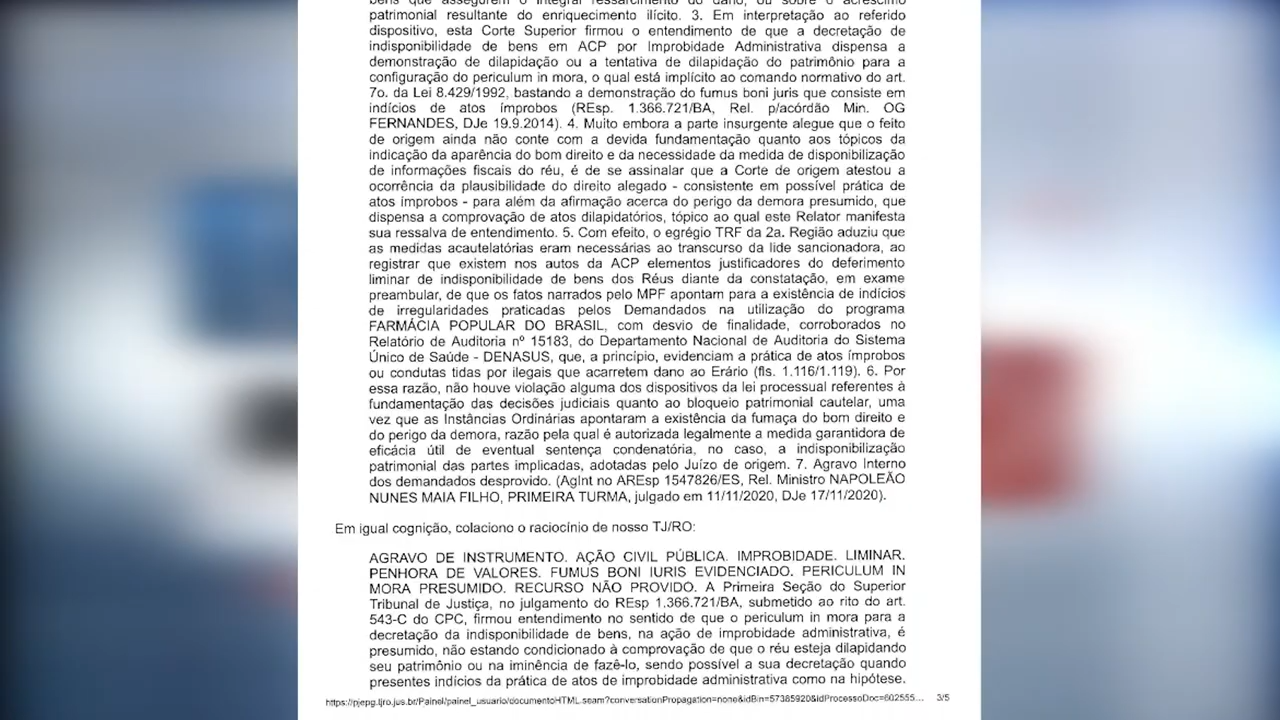 bens que assegurem o integral ressarcimento do dano, ou sobre o acréscimo
patrimonial resultante do enriquecimento ilícito. 3. Em interpretação ao referido
dispositivo, esta Corte Superior firmou o entendimento de que a decretação de
indisponibilidade de bens em ACP por Improbidade Administrativa dispensa a
demonstração de dilapidação ou a tentativa de dilapidação do patrimônio para a
configuração do periculum in mora, o qual está implícito ao comando normativo do art.
7o. da Lei 8.429/1992, bastando a demonstração do fumus boni juris que consiste em
indícios de atos ímprobos (REsp. 1.366.721/BA, Rel. p/acórdão Min. OG
FERNANDES, DJe 19.9.2014). 4. Muito embora a parte insurgente alegue que o feito
de origem ainda não conte com a devida fundamentação quanto aos tópicos da
indicação da aparência do bom direito e da necessidade da medida de disponibilização
de informações fiscais do réu, é de se assinalar que a Corte de origem atestou a
ocorrência da plausibilidade do direito alegado - consistente em possível prática de
atos ímprobos - para além da afirmação acerca do perigo da demora presumido, que
dispensa a comprovação de atos dilapidatórios, tópico ao qual este Relator manifesta
sua ressalva de entendimento. 5. Com efeito, o egrégio TRF da 2a. Região aduziu que
as medidas acautelatórias eram necessárias ao transcurso da lide sancionadora, ao
registrar que existem nos autos da ACP elementos justificadores do deferimento
liminar de indisponibilidade de bens dos Réus diante da constatação, em exame
preambular, de que os fatos narrados pelo MPF apontam para a existência de indícios
de irregularidades praticadas pelos Demandados na utilização do programa
FARMÁCIA POPULAR DO BRASIL, com desvio de finalidade, corroborados no
Relatório de Auditoria nº 15183, do Departamento Nacional de Auditoria do Sistema
Único de Saúde - DENASUS, que, a princípio, evidenciam a prática de atos ímprobos
ou condutas tidas por ilegais que acarretem dano ao Erário (fls. 1.116/1.119). 6. Por
essa razão, não houve violação alguma dos dispositivos da lei processual referentes à
fundamentação das decisões judiciais quanto ao bloqueio patrimonial cautelar, uma
vez que as Instâncias Ordinárias apontaram a existência da fumaça do bom direito e
do perigo da demora, razão pela qual é autorizada legalmente a medida garantidora de
eficácia útil de eventual sentença condenatória, no caso, a indisponibilização
patrimonial das partes implicadas, adotadas pelo Juízo de origem. 7. Agravo Interno
dos demandados desprovido. (AgInt no AREsp 1547826/ES, Rel. Ministro NAPOLEÃO
NUNES MAIA FILHO, PRIMEIRA TURMA, julgado em 11/11/2020, DJe 17/11/2020).
Em igual cognição, colaciono o raciocínio de nosso TJ/RO:
AGRAVO DE INSTRUMENTO. AÇÃO CIVIL PÚBLICA. IMPROBIDADE. LIMINAR.
PENHORA DE VALORES. FUMUS BONI IURIS EVIDENCIADO. PERICULUM IN
MORA PRESUMIDO. RECURSO NÃO PROVIDO. A Primeira Seção do Superior
Tribunal de Justiça, no julgamento do REsp 1.366.721/BA, submetido ao rito do art.
543-C do CPC, firmou entendimento no sentido de que o periculum in mora para a
decretação da indisponibilidade de bens, na ação de improbidade administrativa, é
presumido, não estando condicionado à comprovação de que o réu esteja dilapidando
seu patrimônio ou na iminência de fazê-lo, sendo possível a sua decretação quando
presentes indícios da prática de atos de improbidade administrativa como na hipótese.
https://pjepg.tjro.jus.br/Painel/painel_usuario/documentoHTML.seam?conversationPropagation=none&idBin=57385920&idProcessoDoc=602555... 3/5